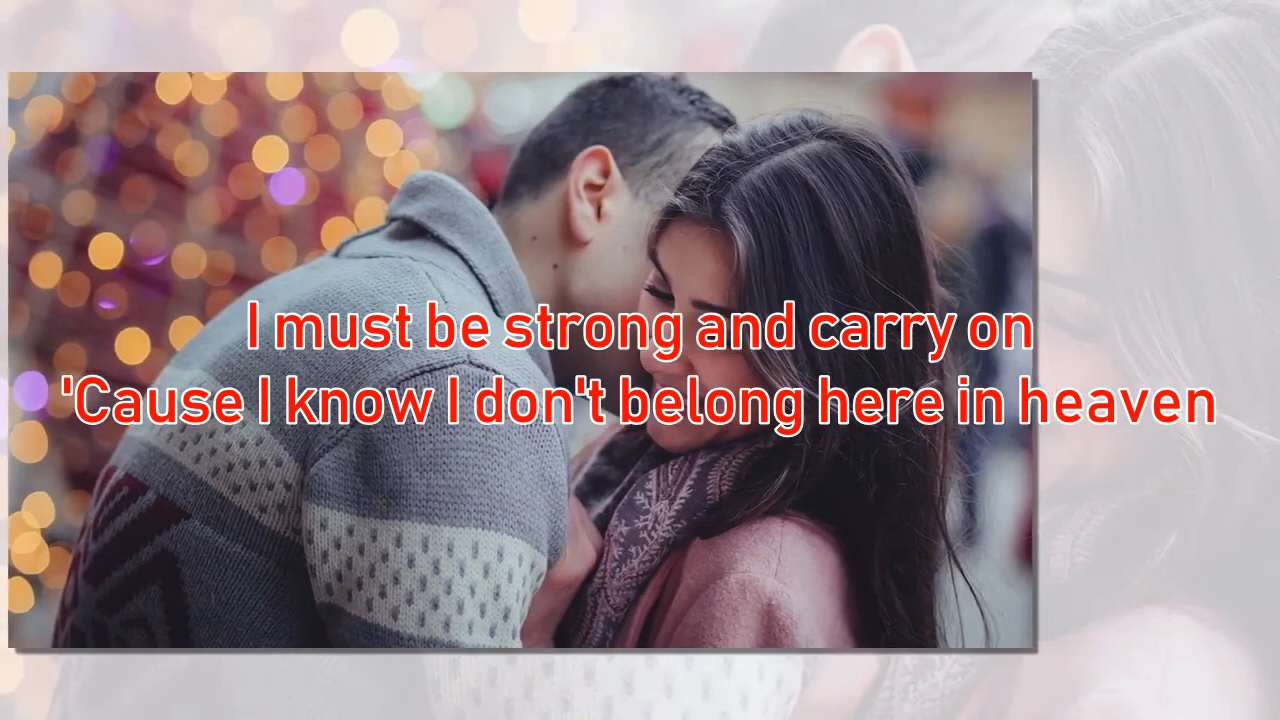 I must be strong and carry on
'Cause I know I don't belong here in heaven